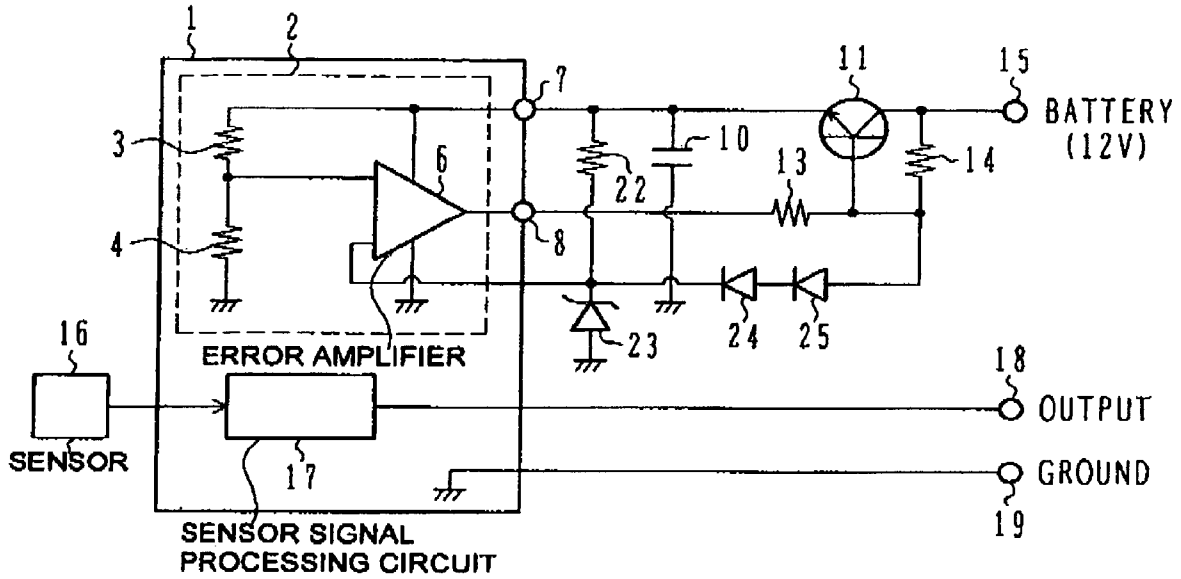 1
2
7
11
15
BATTERY
(12V)
3
6
10
22
13
14
4
8
24
25
23
ERROR AMPLIFIER
16
18
OUTPUT
SENSOR
17
GROUND
19
SENSOR SIGNAL
PROCESSING CIRCUIT